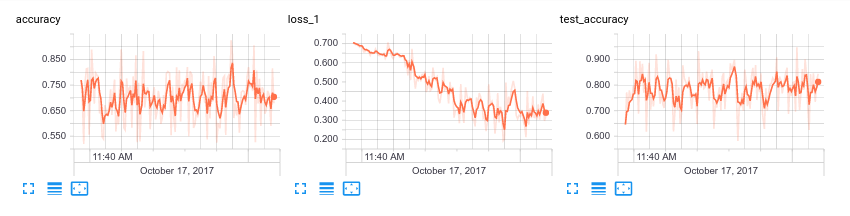 accuracy
0.850
0.750
0.650
0.550
11:40 AM
October 17, 2017
loss_1
0.700
0.600
0.500
0.400
0.300
0.200
11:40 AM
October 17, 2017
test_accuracy
0.900
0.800
0.700
0.600
11:40 AM
October 17, 2017